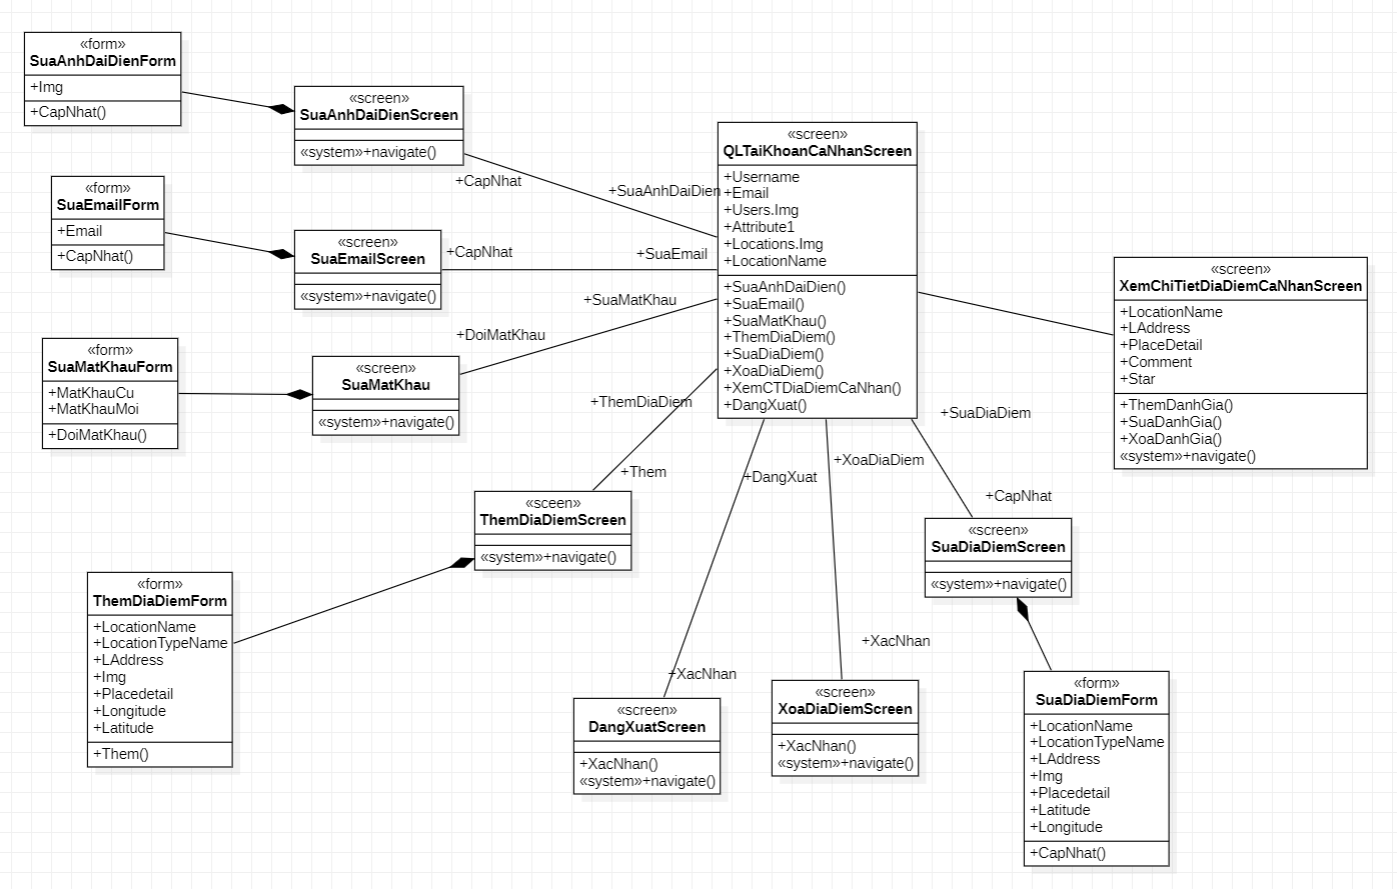 «form»
SuaAnhDaiDienForm
+Img
+CapNhat()
«screen»
SuaAnhDaiDienScreen
«system»+navigate()
+CapNhat
+SuaAnhDaiDien
«form»
SuaEmailForm
+Email
+CapNhat()
«screen»
SuaEmailScreen
«system»+navigate()
+CapNhat
+SuaEmail
«form»
SuaMatKhauForm
+MatKhauCu
+MatKhauMoi
+DoiMatKhau()
«screen»
SuaMatKhau
«system»+navigate()
+DoiMatKhau
+SuaMatKhau
«screen»
QLTaiKhoanCaNhanScreen
+Username
+Email
+Users.Img
+Attribute1
+Locations.Img
+LocationName
+SuaAnhDaiDien()
+SuaEmail()
+SuaMatKhau()
+ThemDiaDiem()
+SuaDiaDiem()
+XoaDiaDiem()
+XemCTDiaDiemCaNhan()
+DangXuat()
«screen»
XemChiTietDiaDiemCaNhanScreen
+LocationName
+LAddress
+PlaceDetail
+Comment
+Star
+ThemDanhGia()
+SuaDanhGia()
+XoaDanhGia()
«system»+navigate()
+ThemDiaDiem
+Them
«sceen»
ThemDiaDiemScreen
«system»+navigate()
«form»
ThemDiaDiemForm
+LocationName
+LocationTypeName
+LAddress
+Img
+Placedetail
+Longitude
+Latitude
+Them()
+DangXuat
+XacNhan
«screen»
DangXuatScreen
+XacNhan()
«system»+navigate()
+XoaDiaDiem
+XacNhan
«screen»
XoaDiaDiemScreen
+XacNhan()
«system»+navigate()
+SuaDiaDiem
+CapNhat
«screen»
SuaDiaDiemScreen
«system»+navigate()
«form»
SuaDiaDiemForm
+LocationName
+LocationTypeName
+LAddress
+Img
+Placedetail
+Latitude
+Longitude
+CapNhat()